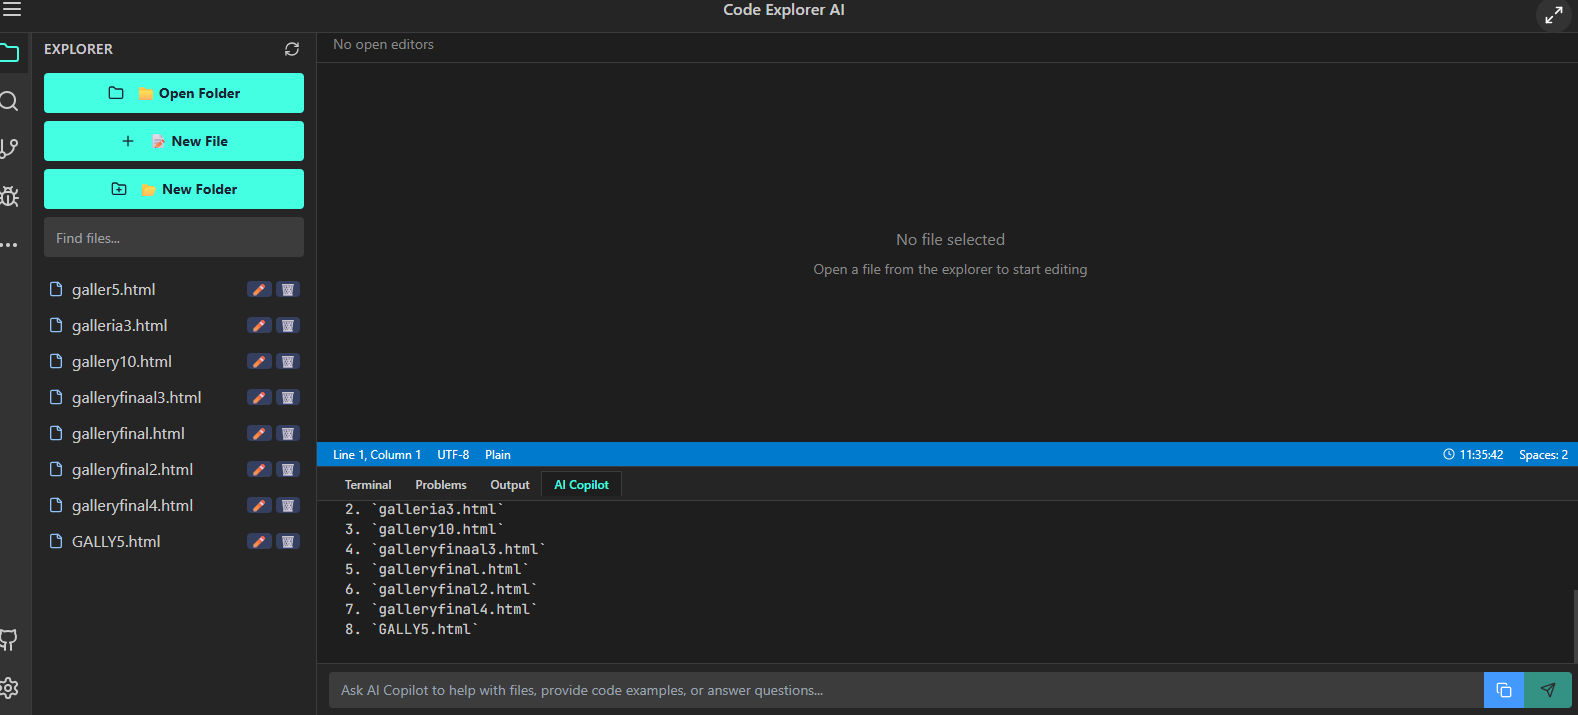 Code Explorer AI
EXPLORER
Open Folder
New File
New Folder
Find files...
galler5.html
galleria3.html
gallery10.html
galleryfinaal3.html
galleryfinal.html
galleryfinal2.html
galleryfinal4.html
GALLY5.html
No open editors
No file selected
Open a file from the explorer to start editing
Line 1, Column 1 UTF-8 Plain 11:35:42 Spaces: 2
Terminal Problems Output AI Copilot
2. `galleria3.html`
3. `gallery10.html`
4. `galleryfinaal3.html`
5. `galleryfinal.html`
6. `galleryfinal2.html`
7. `galleryfinal4.html`
8. `GALLY5.html`
Ask AI Copilot to help with files, provide code examples, or answer questions...